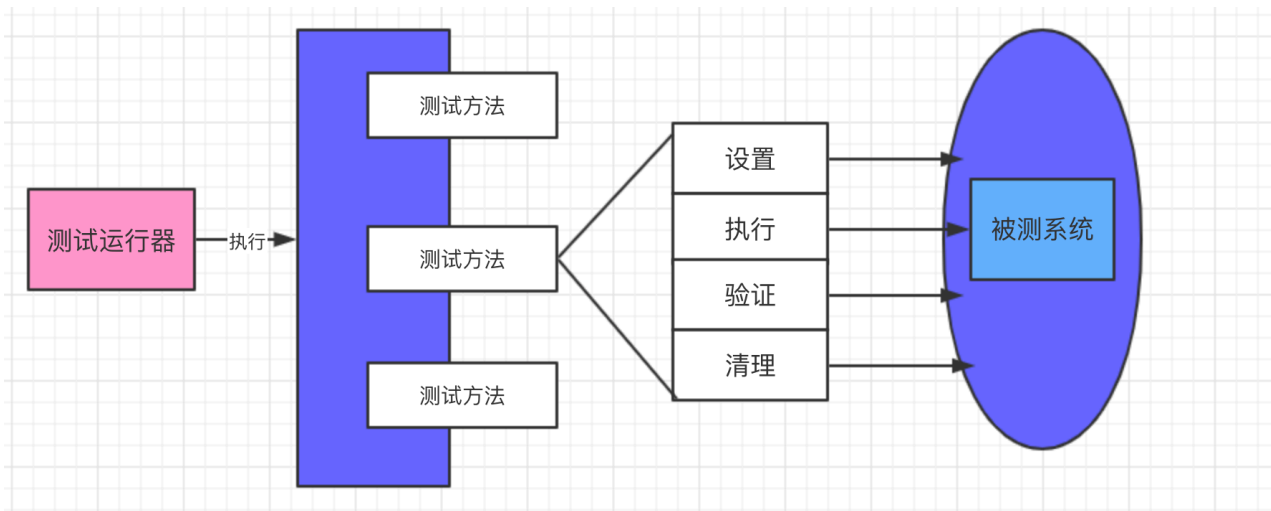 测试运行器
执行
测试方法
测试方法
测试方法
设置
执行
验证
清理
被测系统